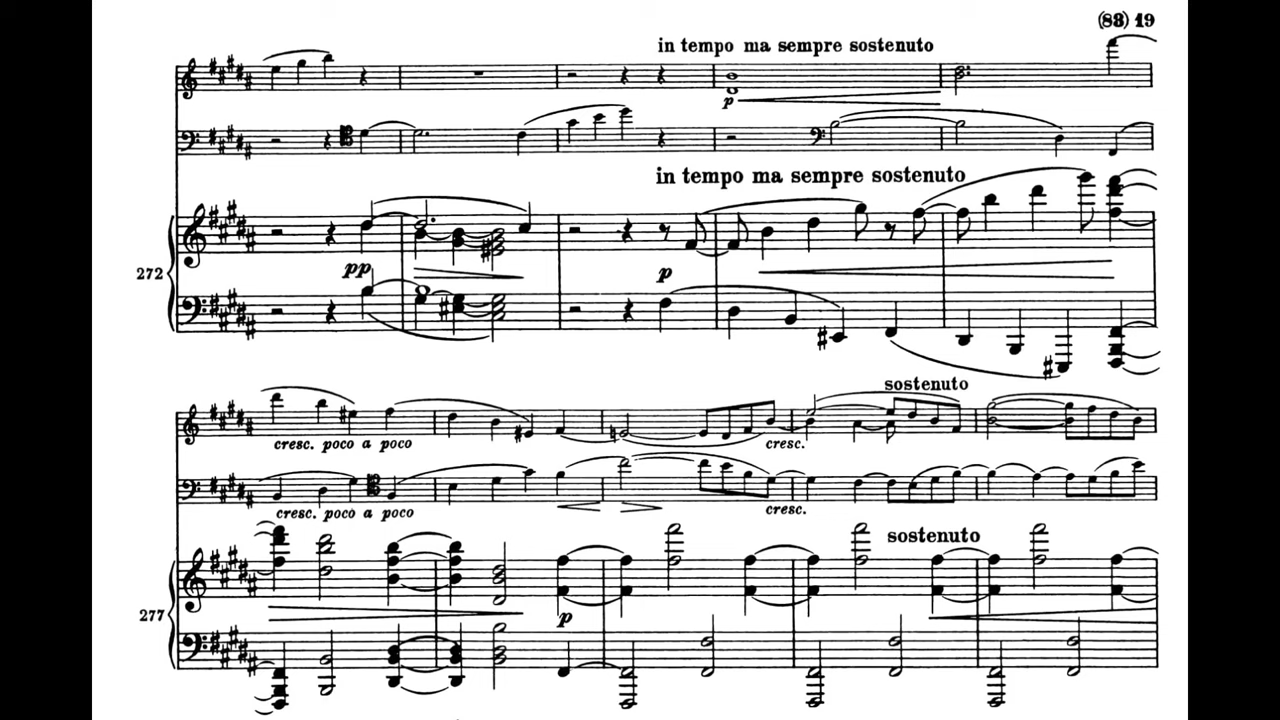 (83) 19
in tempo ma sempre sostenuto
p
in tempo ma sempre sostenuto
272
pp
p
sostenuto
cresc. poco a poco
cresc.
cresc. poco a poco
cresc.
sostenuto
277
p